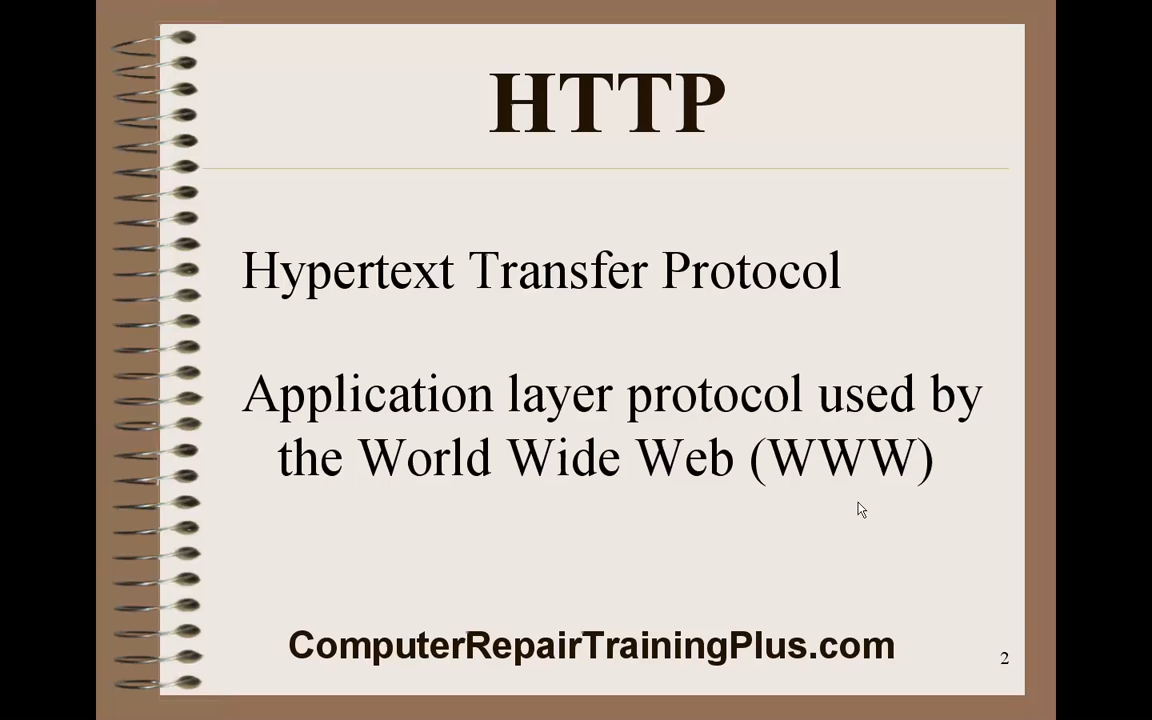 HTTP
Hypertext Transfer Protocol
Application layer protocol used by
the World Wide Web (WWW)
ComputerRepairTrainingPlus.com
2